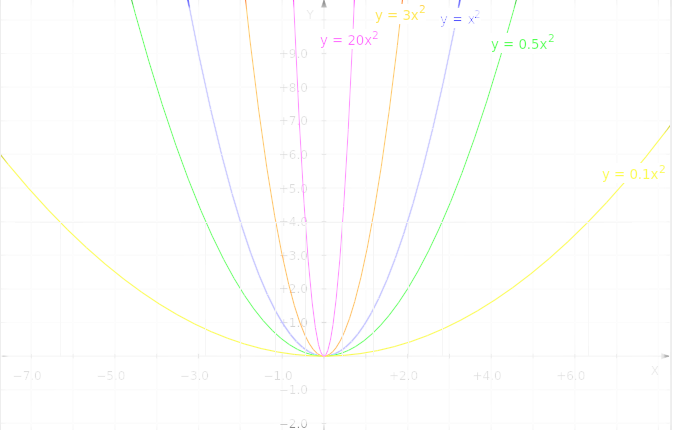 Y
y = 3x²
y = x²
y = 20x²
y = 0.5x²
+9.0
+8.0
+7.0
+6.0
y = 0.1x²
+5.0
+4.0
+3.0
+2.0
+1.0
X
−7.0 −5.0 −3.0 −1.0 +2.0 +4.0 +6.0
−1.0
−2.0